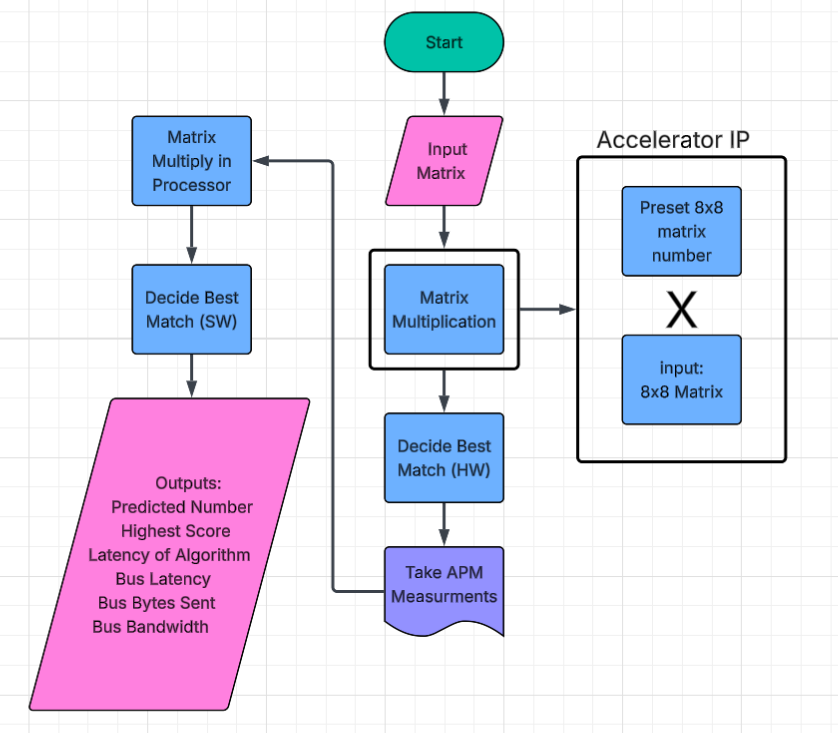 Start
Input
Matrix
Matrix
Multiplication
Accelerator IP
Preset 8x8
matrix
number
X
input:
8x8 Matrix
Decide Best
Match (HW)
Take APM
Measurments
Matrix
Multiply in
Processor
Decide Best
Match (SW)
Outputs:
Predicted Number
Highest Score
Latency of Algorithm
Bus Latency
Bus Bytes Sent
Bus Bandwidth